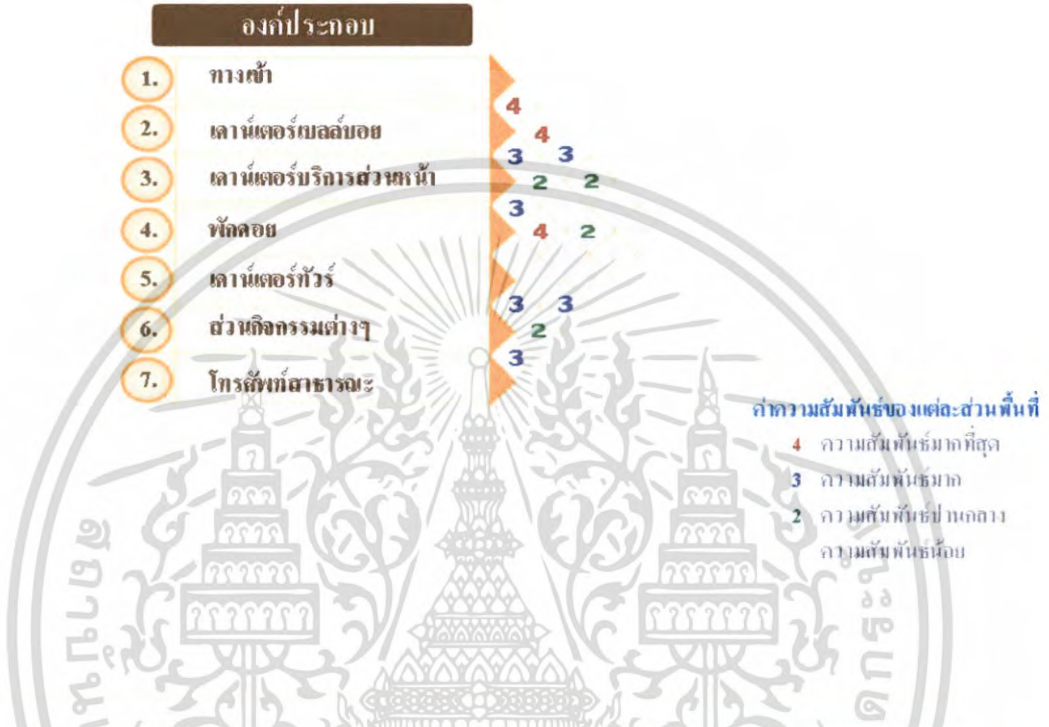 องค์ประกอบ
1. ทางเข้า
4
2. เคาน์เตอร์เบลล์บอย
4
3 3
3. เคาน์เตอร์บริการส่วนหน้า
2 2
3
4. พักคอย
4 2
5. เคาน์เตอร์ทัวร์
3 3
6. ส่วนกิจกรรมต่างๆ
2
3
7. โทรศัพท์สาธารณะ
ค่าความสัมพันธ์ของแต่ละส่วนพื้นที่
4 ความสัมพันธ์มากที่สุด
3 ความสัมพันธ์มาก
2 ความสัมพันธ์ปานกลาง
ความสัมพันธ์น้อย